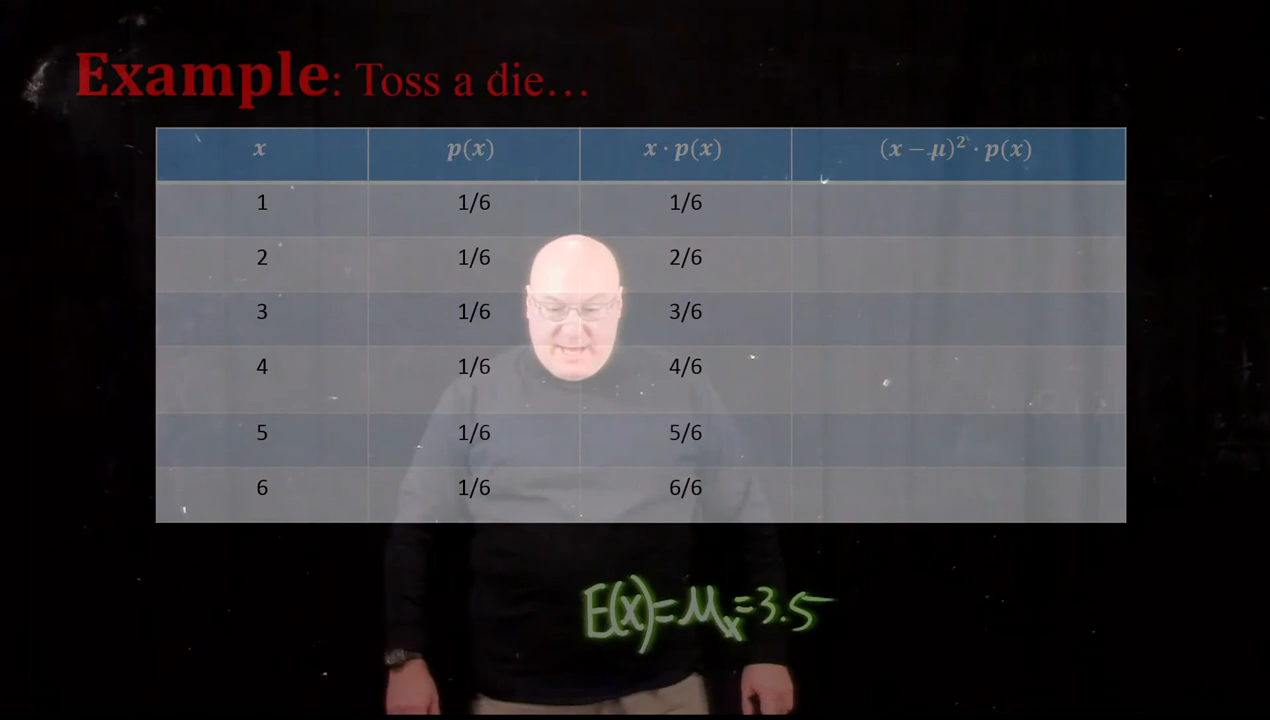 Example: Toss a die…
x p(x) x · p(x) (x − μ)² · p(x)
1 1/6 1/6
2 1/6 2/6
3 1/6 3/6
4 1/6 4/6
5 1/6 5/6
6 1/6 6/6
E(x)=μₓ=3.5